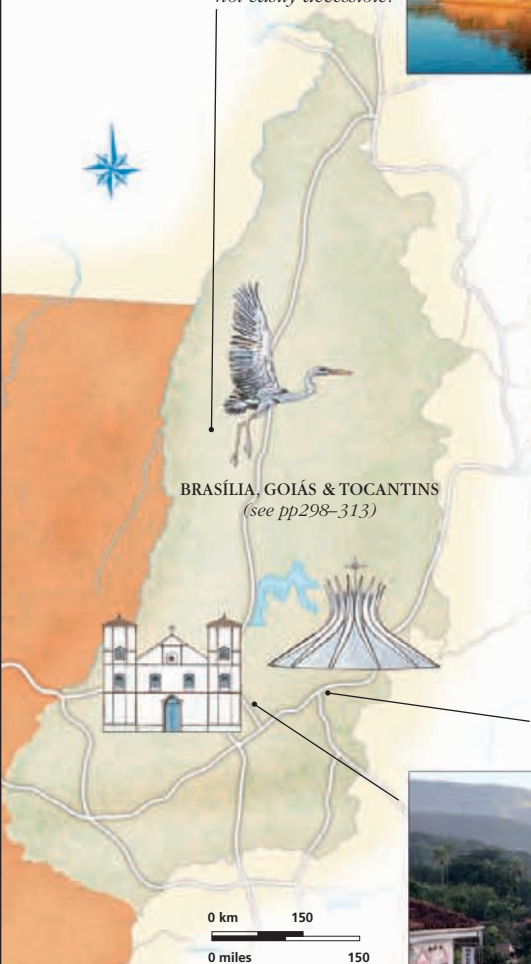 not easily accessible.
BRASÍLIA, GOIÁS & TOCANTINS
(see pp298–313)
0 km 150
0 miles 150